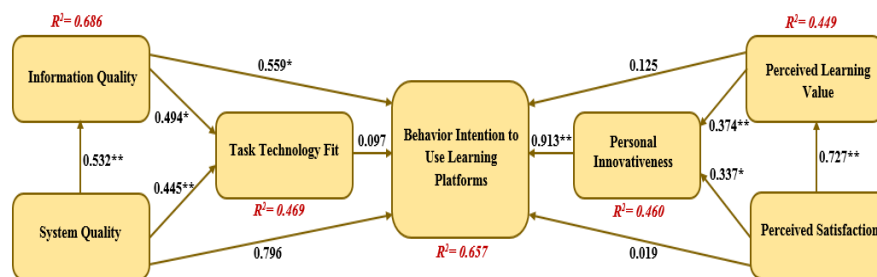 R²= 0.686
R²= 0.449
Information Quality
0.559*
0.125
Perceived Learning
Value
0.494*
0.374**
Behavior Intention to
Use Learning
Platforms
Task Technology Fit
0.097
0.913**
Personal
Innovativeness
0.532**
0.727**
0.445**
0.337*
R²= 0.469
R²= 0.460
System Quality
0.796
R²= 0.657
0.019
Perceived Satisfaction